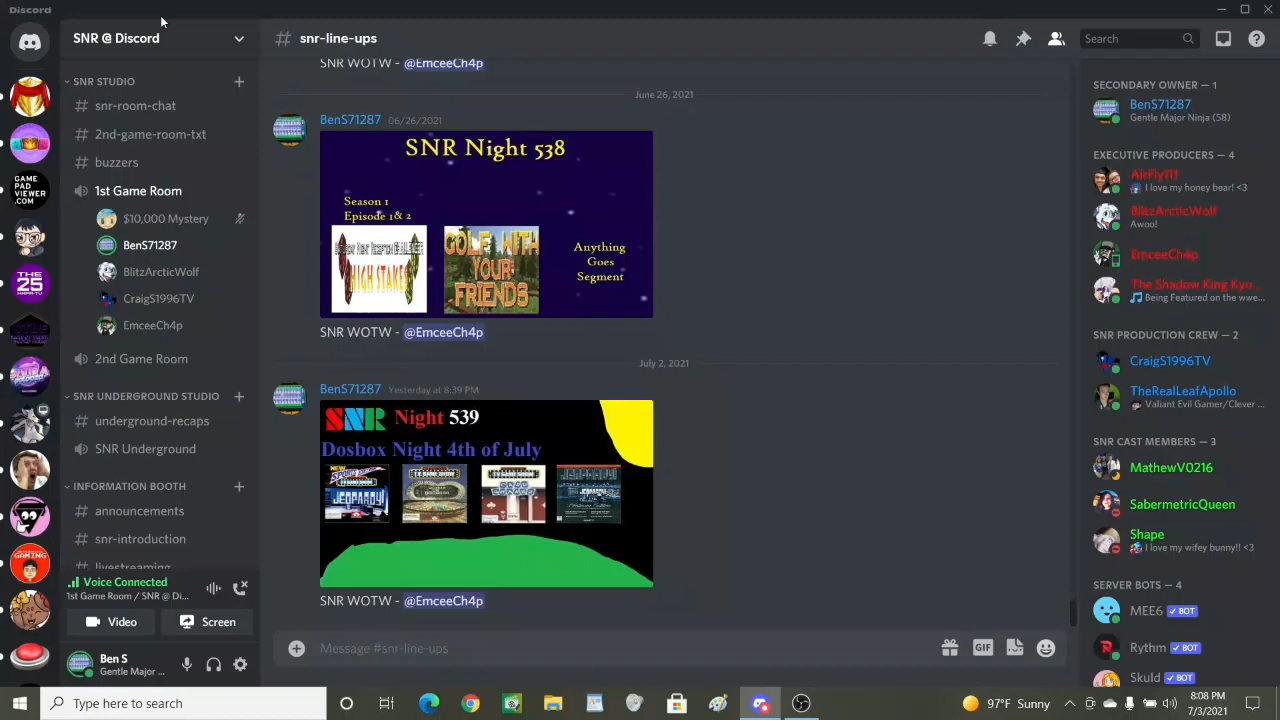 Discord
SNR @ Discord
SNR STUDIO
snr-room-chat
2nd-game-room-txt
buzzers
1st Game Room
$10,000 Mystery
BenS71287
BlitzArcticWolf
CraigS1996TV
EmceeCh4p
2nd Game Room
SNR UNDERGROUND STUDIO
underground-recaps
SNR Underground
INFORMATION BOOTH
announcements
snr-introduction
livestreaming
Voice Connected
1st Game Room / SNR @ Di...
Video
Screen
Ben S
Gentle Major ...
GAME
PAD
VIEWER
.COM
THE
25
GAMING
# snr-line-ups
Search
SNR WOTW - @EmceeCh4p
June 26, 2021
BenS71287 06/26/2021
SNR Night 538
Season 1
Episode 1& 2
HIGH STAKES
GOLF WITH
YOUR
FRIENDS
Anything
Goes
Segment
SNR WOTW - @EmceeCh4p
July 2, 2021
BenS71287 Yesterday at 8:39 PM
SNR Night 539
Dosbox Night 4th of July
JEOPARDY!
JEOPARDY!
SNR WOTW - @EmceeCh4p
Message #snr-line-ups
GIF
SECONDARY OWNER — 1
BenS71287
Gentle Major Ninja (58)
EXECUTIVE PRODUCERS — 4
AirFly111
I love my honey bear! <3
BlitzArcticWolf
Awoo!
EmceeCh4p
The Shadow King Kyo...
Being Featured on the wwe...
SNR PRODUCTION CREW — 2
CraigS1996TV
TheRealLeafApollo
Valiant Evil Gamer/Clever ...
SNR CAST MEMBERS — 3
MathewV0216
SabermetricQueen
Shape
I love my wifey bunny!! <3
SERVER BOTS — 4
MEE6 BOT
Rythm BOT
Skuld BOT
Type here to search
97°F Sunny
8:08 PM
7/3/2021